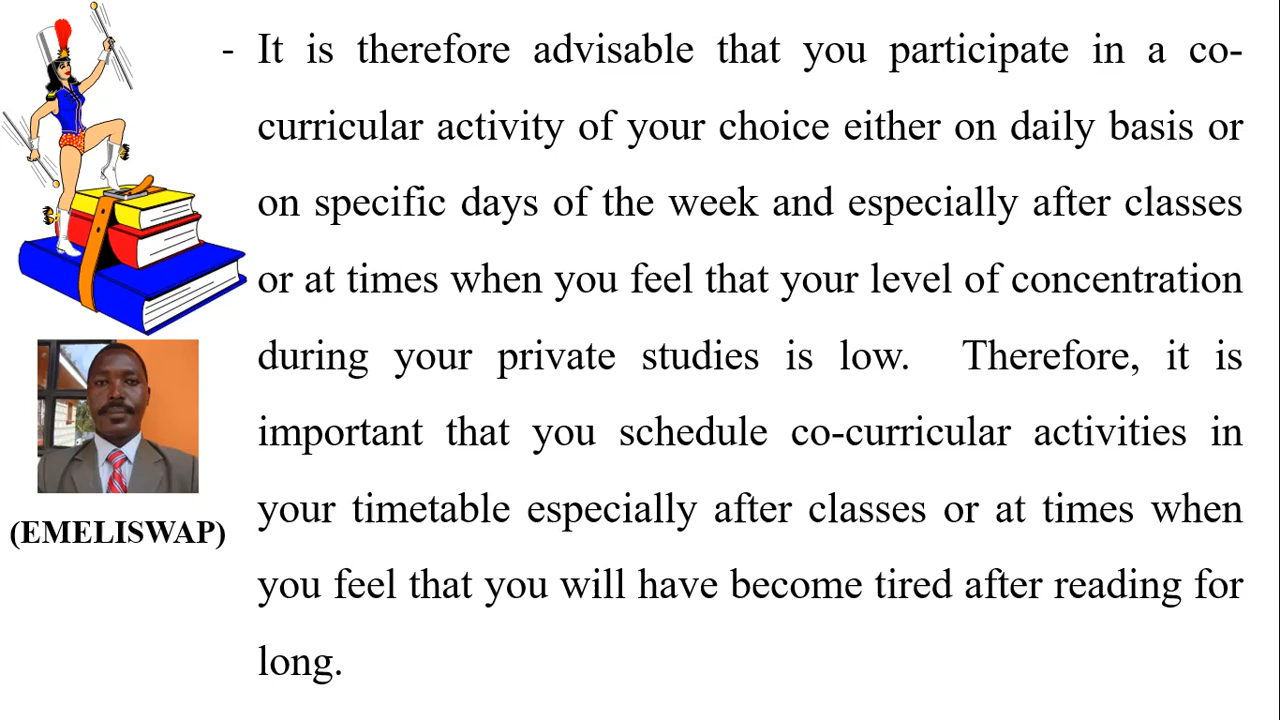 - It is therefore advisable that you participate in a co-
curricular activity of your choice either on daily basis or
on specific days of the week and especially after classes
or at times when you feel that your level of concentration
during your private studies is low. Therefore, it is
important that you schedule co-curricular activities in
your timetable especially after classes or at times when
you feel that you will have become tired after reading for
long.
(EMELISWAP)